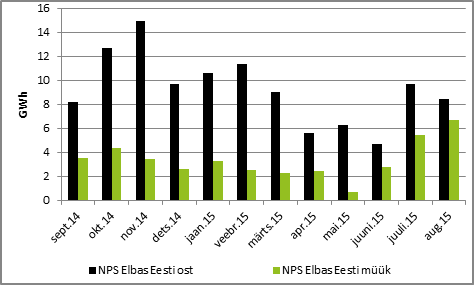 16
14
12
10
8
6
4
2
0
GWh
sept.14
okt.14
nov.14
dets.14
jaan.15
veebr.15
märts.15
apr.15
mai.15
juuni.15
juuli.15
aug.15
NPS Elbas Eesti ost
NPS Elbas Eesti müük